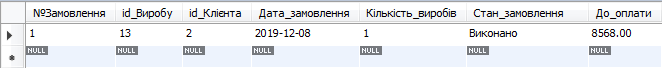 №Замовлення id_Виробу id_Клієнта Дата_замовлення Кількість_виробів Стан_замовлення До_оплати
1 13 2 2019-12-08 1 Виконано 8568.00
NULL NULL NULL NULL NULL NULL NULL